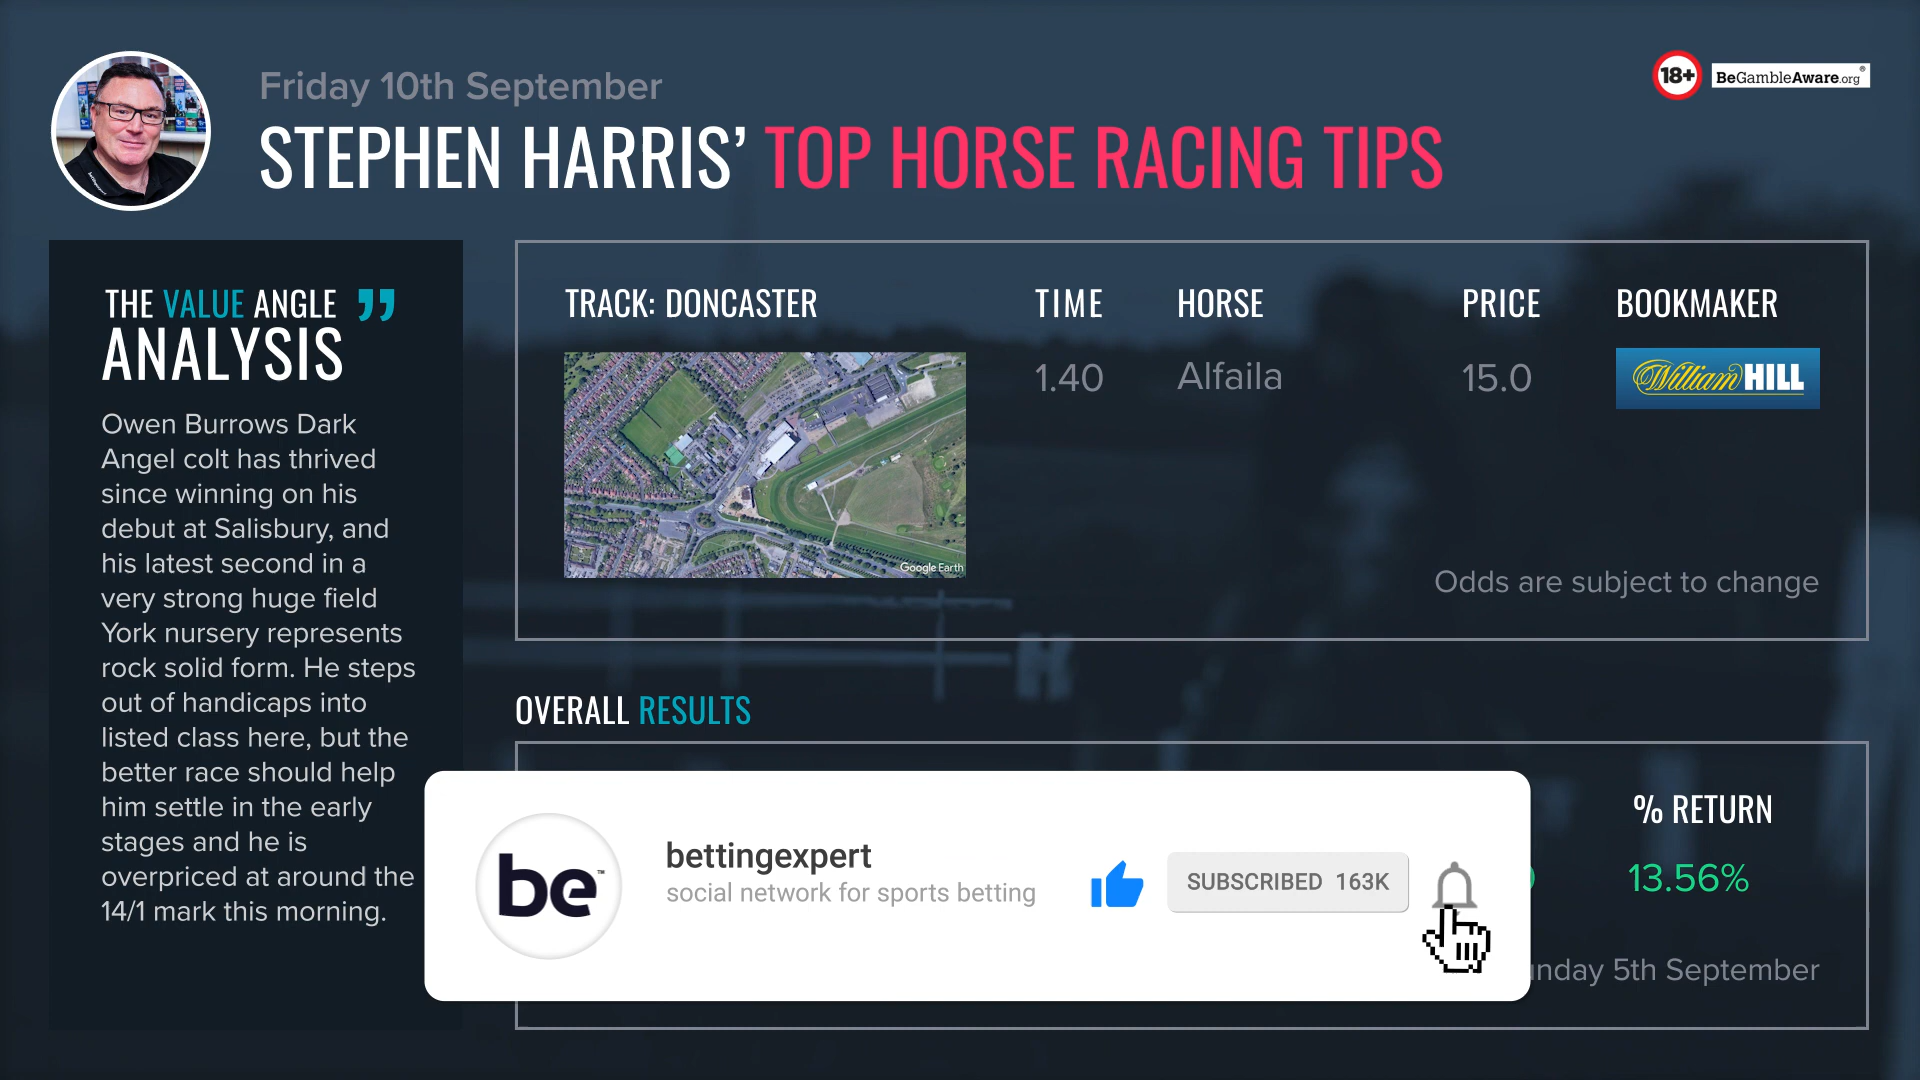 Friday 10th September
STEPHEN HARRIS’ TOP HORSE RACING TIPS
18+
BeGambleAware.org®
THE VALUE ANGLE ”
ANALYSIS
Owen Burrows Dark
Angel colt has thrived
since winning on his
debut at Salisbury, and
his latest second in a
very strong huge field
York nursery represents
rock solid form. He steps
out of handicaps into
listed class here, but the
better race should help
him settle in the early
stages and he is
overpriced at around the
14/1 mark this morning.
TRACK: DONCASTER
TIME
HORSE
PRICE
BOOKMAKER
1.40
Alfaila
15.0
William HILL
Google Earth
Odds are subject to change
OVERALL RESULTS
% RETURN
13.56%
be™
bettingexpert
social network for sports betting
SUBSCRIBED 163K
5th September